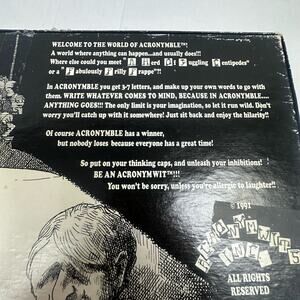 WELCOME TO THE WORLD OF ACRONYMBLE™!
A world where anything can happen...and usually does!!!
Where else could you meet "A Herd Of Juggling Centipedes"
or a "Fabulously Frilly Frappe"?!
In ACRONYMBLE you get 3-7 letters, and make up your own words to go with
them. WRITE WHATEVER COMES TO MIND, BECAUSE IN ACRONYMBLE....
ANYTHING GOES!!! The only limit is your imagination, so let it run wild. Don't
worry you'll catch up with it somewhere! Just sit back and enjoy the hilarity!!
Of course ACRONYMBLE has a winner,
but nobody loses because everyone has a great time!
So put on your thinking caps, and unleash your inhibitions!
BE AN ACRONYMWIT™!!!
You won't be sorry, unless you're allergic to laughter!!
© 1991
ACRONYMWITS
ALL RIGHTS
RESERVED